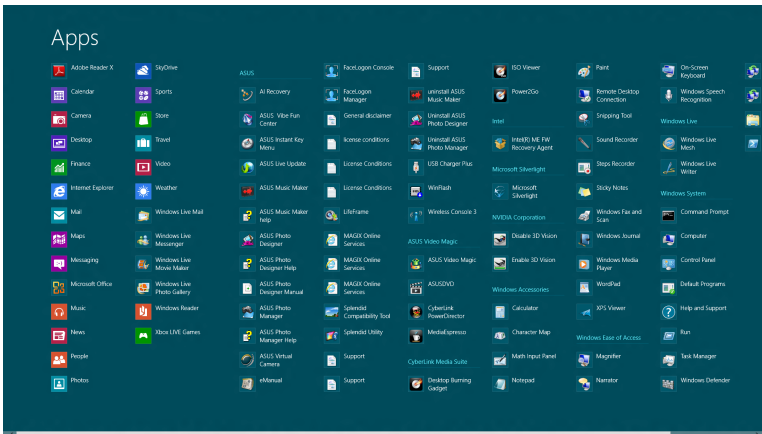 Apps
Adobe Reader X
Calendar
Camera
Desktop
Finance
Internet Explorer
Mail
Maps
Messaging
Microsoft Office
Music
News
People
Photos
SkyDrive
Sports
Store
Travel
Video
Weather
Windows Live Mail
Windows Live
Messenger
Windows Live
Movie Maker
Windows Live
Photo Gallery
Windows Reader
Xbox LIVE Games
ASUS
AI Recovery
ASUS Vibe Fun
Center
ASUS Instant Key
Menu
ASUS Live Update
ASUS Music Maker
ASUS Music Maker
help
ASUS Photo
Designer
ASUS Photo
Designer Help
ASUS Photo
Designer Manual
ASUS Photo
Manager
ASUS Photo
Manager Help
ASUS Virtual
Camera
eManual
FaceLogon Console
FaceLogon
Manager
General disclaimer
license conditions
License Conditions
License Conditions
LifeFrame
MAGIX Online
Services
MAGIX Online
Services
MAGIX Online
Services
Splendid
Compatibility Tool
Splendid Utility
Support
Support
Support
uninstall ASUS
Music Maker
Uninstall ASUS
Photo Designer
Uninstall ASUS
Photo Manager
USB Charger Plus
WinFlash
Wireless Console 3
ASUS Video Magic
ASUS Video Magic
ASUSDVD
CyberLink
PowerDirector
MediaEspresso
CyberLink Media Suite
Desktop Burning
Gadget
ISO Viewer
Power2Go
Intel
Intel(R) ME FW
Recovery Agent
Microsoft Silverlight
Microsoft
Silverlight
NVIDIA Corporation
Disable 3D Vision
Enable 3D Vision
Windows Accessories
Calculator
Character Map
Math Input Panel
Notepad
Paint
Remote Desktop
Connection
Snipping Tool
Sound Recorder
Steps Recorder
Sticky Notes
Windows Fax and
Scan
Windows Journal
Windows Media
Player
WordPad
XPS Viewer
Windows Ease of Access
Magnifier
Narrator
On-Screen
Keyboard
Windows Speech
Recognition
Windows Live
Windows Live
Mesh
Windows Live
Writer
Windows System
Command Prompt
Computer
Control Panel
Default Programs
Help and Support
Run
Task Manager
Windows Defender